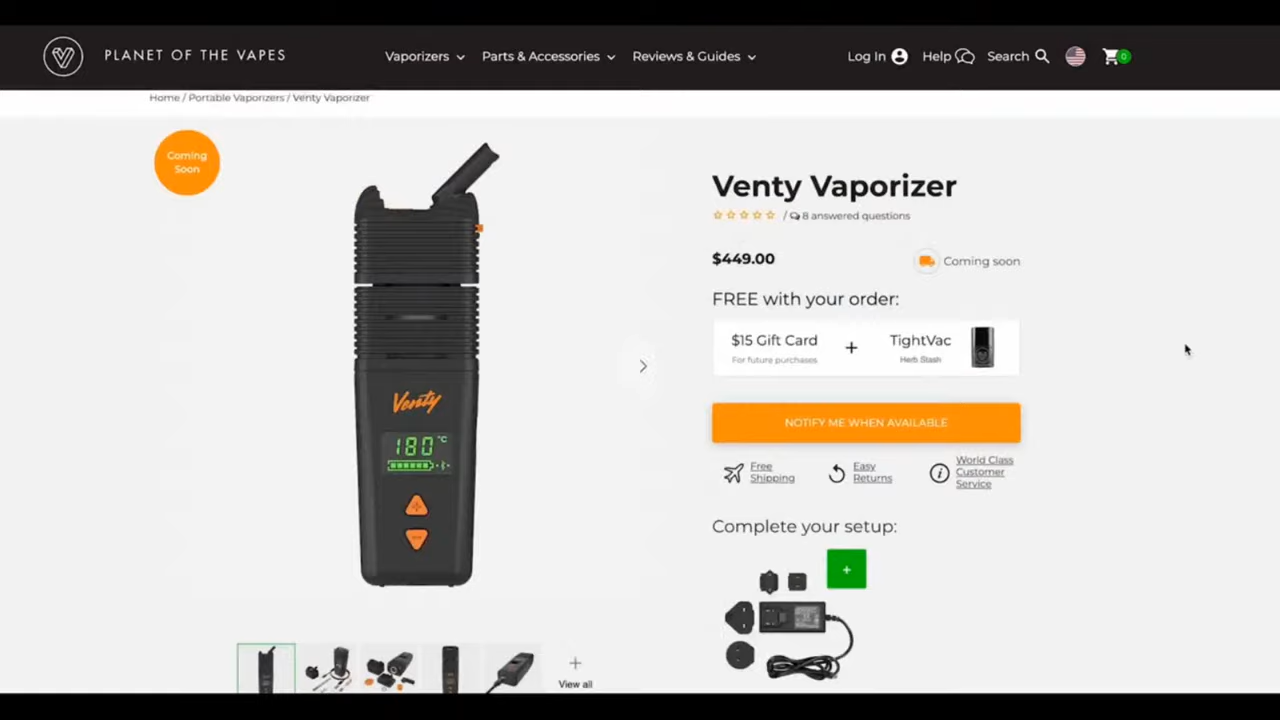 PLANET OF THE VAPES
Vaporizers
Parts & Accessories
Reviews & Guides
Log In
Help
Search
0
Home / Portable Vaporizers / Venty Vaporizer
Coming
Soon
Venty
180°C
Venty Vaporizer
/ 8 answered questions
$449.00
Coming soon
FREE with your order:
$15 Gift Card
For future purchases
+
TightVac
Herb Stash
NOTIFY ME WHEN AVAILABLE
Free
Shipping
Easy
Returns
World Class
Customer
Service
Complete your setup:
+
+
View all